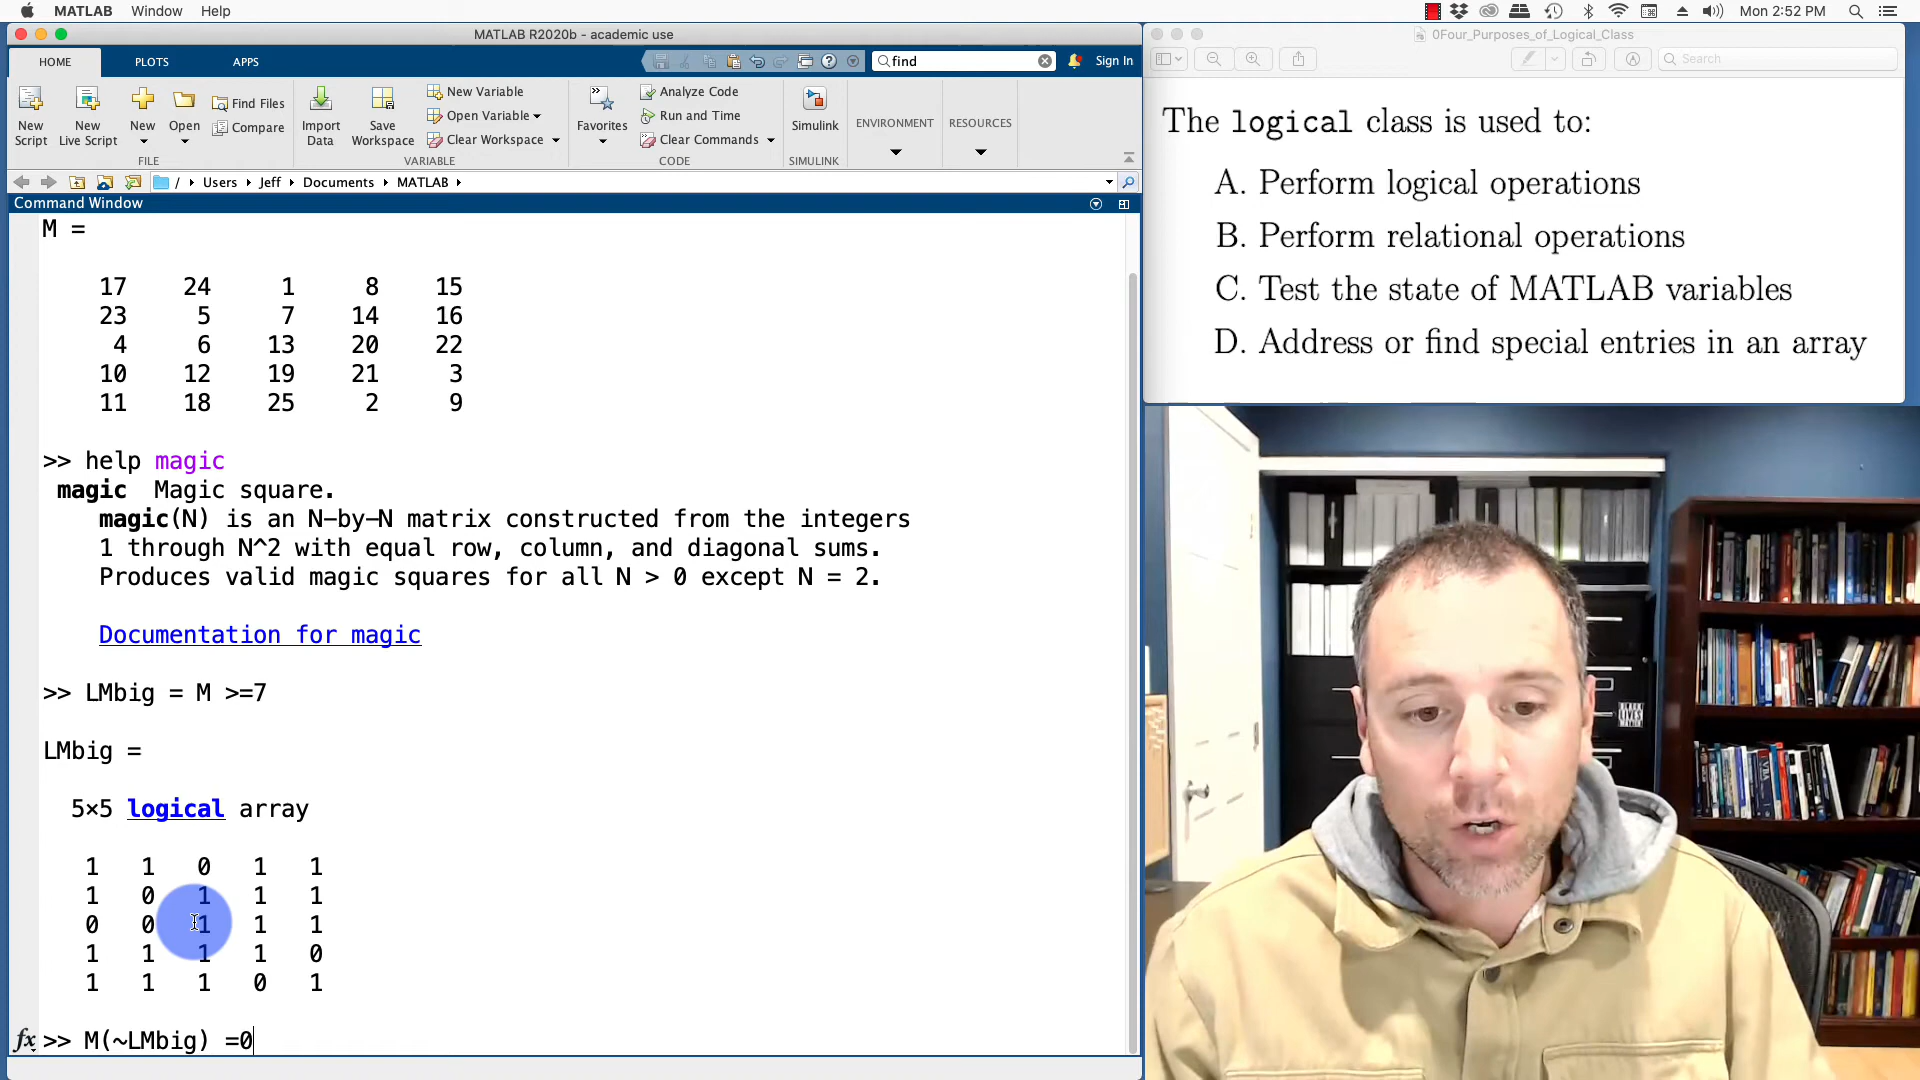 MATLAB Window Help
Mon 2:52 PM
MATLAB R2020b - academic use
HOME PLOTS APPS
find
Sign In
New Script
New Live Script
New
Open
Find Files
Compare
FILE
Import Data
Save Workspace
New Variable
Open Variable
Clear Workspace
VARIABLE
Favorites
Analyze Code
Run and Time
Clear Commands
CODE
Simulink
SIMULINK
ENVIRONMENT
RESOURCES
/ Users Jeff Documents MATLAB
Command Window
M =
17 24 1 8 15
23 5 7 14 16
4 6 13 20 22
10 12 19 21 3
11 18 25 2 9
>> help magic
magic Magic square.
magic(N) is an N-by-N matrix constructed from the integers
1 through N^2 with equal row, column, and diagonal sums.
Produces valid magic squares for all N > 0 except N = 2.
Documentation for magic
>> LMbig = M >=7
LMbig =
5×5 logical array
1 1 0 1 1
1 0 1 1 1
0 0 1 1 1
1 1 1 1 0
1 1 1 0 1
fx >> M(~LMbig) =0
0Four_Purposes_of_Logical_Class
Search
The logical class is used to:
A. Perform logical operations
B. Perform relational operations
C. Test the state of MATLAB variables
D. Address or find special entries in an array
BLACK
LIVES
MATTER